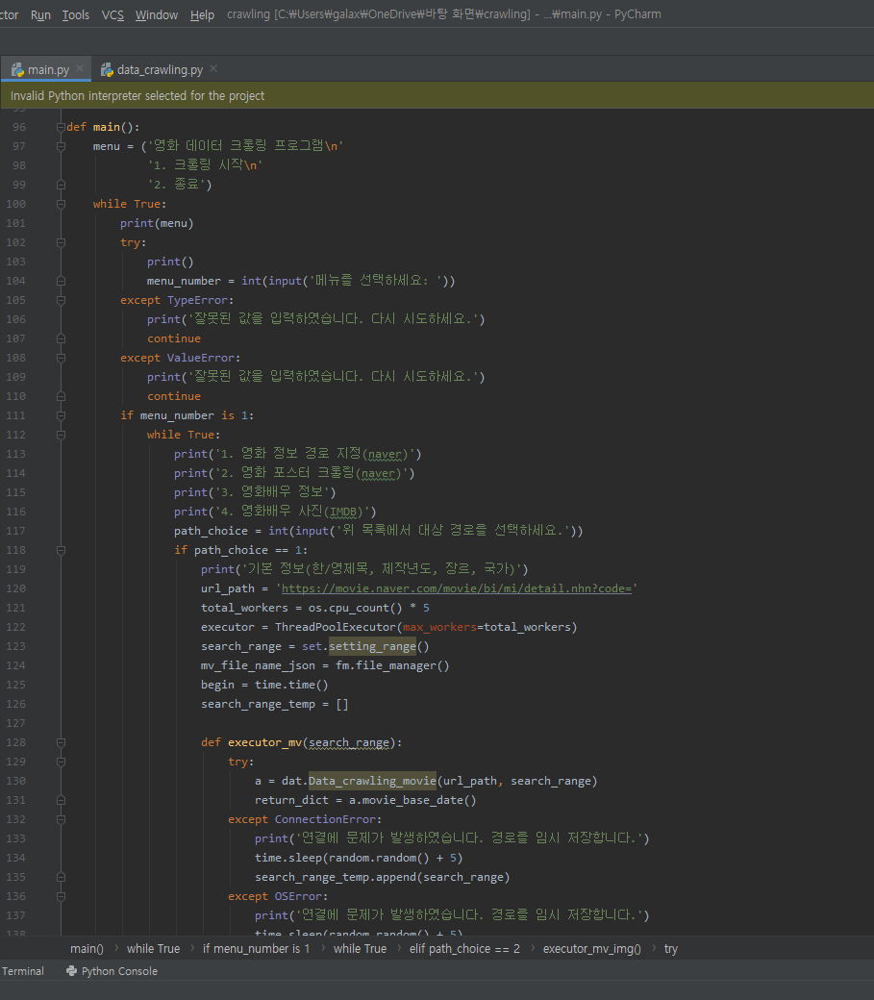 ctor Run Tools VCS Window Help crawling [C:₩Users₩galax₩OneDrive₩바탕 화면₩crawling] - ...₩main.py - PyCharm
main.py data_crawling.py
Invalid Python interpreter selected for the project
95
96 def main():
97 menu = ('영화 데이터 크롤링 프로그램\n'
98 '1. 크롤링 시작\n'
99 '2. 종료')
100 while True:
101 print(menu)
102 try:
103 print()
104 menu_number = int(input('메뉴를 선택하세요: '))
105 except TypeError:
106 print('잘못된 값을 입력하였습니다. 다시 시도하세요.')
107 continue
108 except ValueError:
109 print('잘못된 값을 입력하였습니다. 다시 시도하세요.')
110 continue
111 if menu_number is 1:
112 while True:
113 print('1. 영화 정보 경로 지정(naver)')
114 print('2. 영화 포스터 크롤링(naver)')
115 print('3. 영화배우 정보')
116 print('4. 영화배우 사진(IMDB)')
117 path_choice = int(input('위 목록에서 대상 경로를 선택하세요.'))
118 if path_choice == 1:
119 print('기본 정보(한/영제목, 제작년도, 장르, 국가)')
120 url_path = 'https://movie.naver.com/movie/bi/mi/detail.nhn?code='
121 total_workers = os.cpu_count() * 5
122 executor = ThreadPoolExecutor(max_workers=total_workers)
123 search_range = set.setting_range()
124 mv_file_name_json = fm.file_manager()
125 begin = time.time()
126 search_range_temp = []
127
128 def executor_mv(search_range):
129 try:
130 a = dat.Data_crawling_movie(url_path, search_range)
131 return_dict = a.movie_base_date()
132 except ConnectionError:
133 print('연결에 문제가 발생하였습니다. 경로를 임시 저장합니다.')
134 time.sleep(random.random() + 5)
135 search_range_temp.append(search_range)
136 except OSError:
137 print('연결에 문제가 발생하였습니다. 경로를 임시 저장합니다.')
138 time.sleep(random.random() + 5)
main() › while True › if menu_number is 1 › while True › elif path_choice == 2 › executor_mv_img() › try
Terminal Python Console